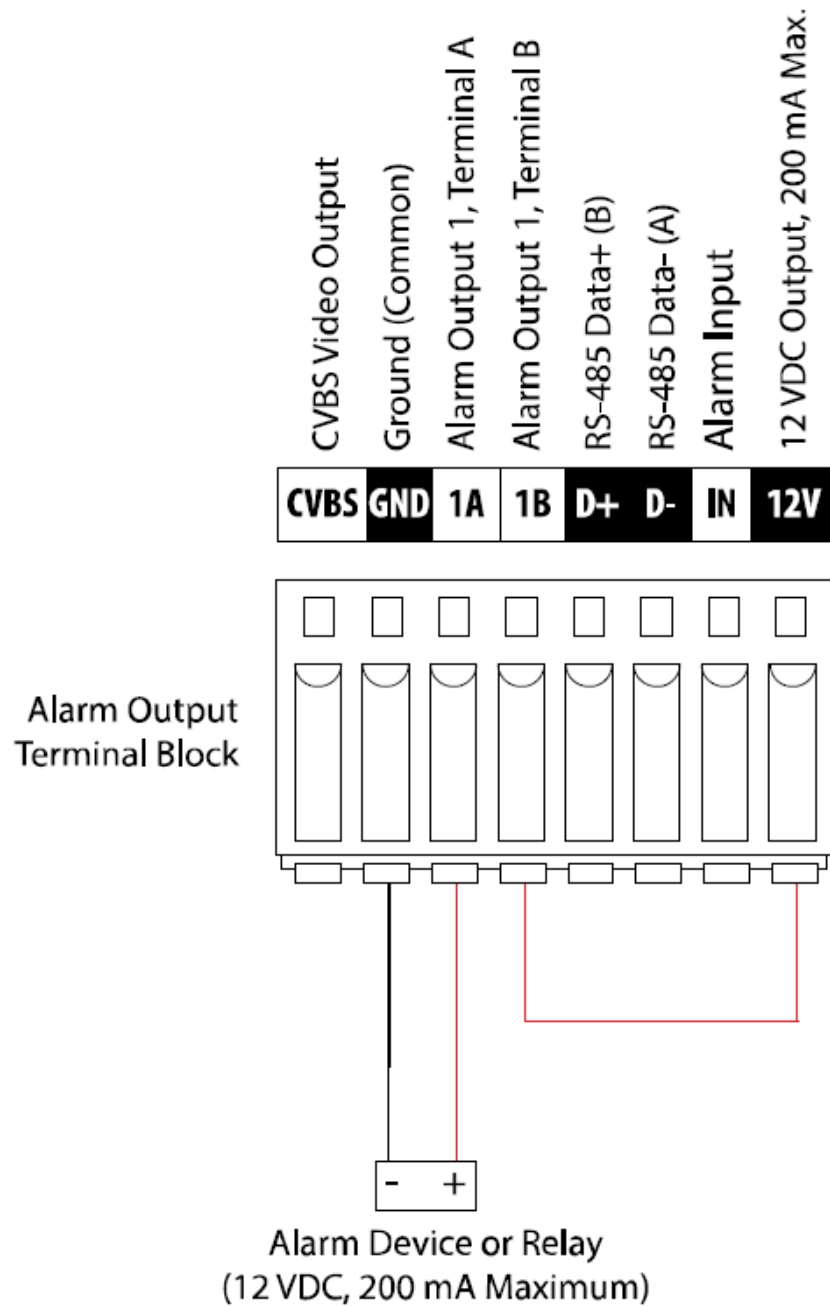 CVBS Video Output
Ground (Common)
Alarm Output 1, Terminal A
Alarm Output 1, Terminal B
RS-485 Data+ (B)
RS-485 Data- (A)
Alarm Input
12 VDC Output, 200 mA Max.
CVBS GND 1A 1B D+ D- IN 12V
Alarm Output
Terminal Block
- +
Alarm Device or Relay
(12 VDC, 200 mA Maximum)